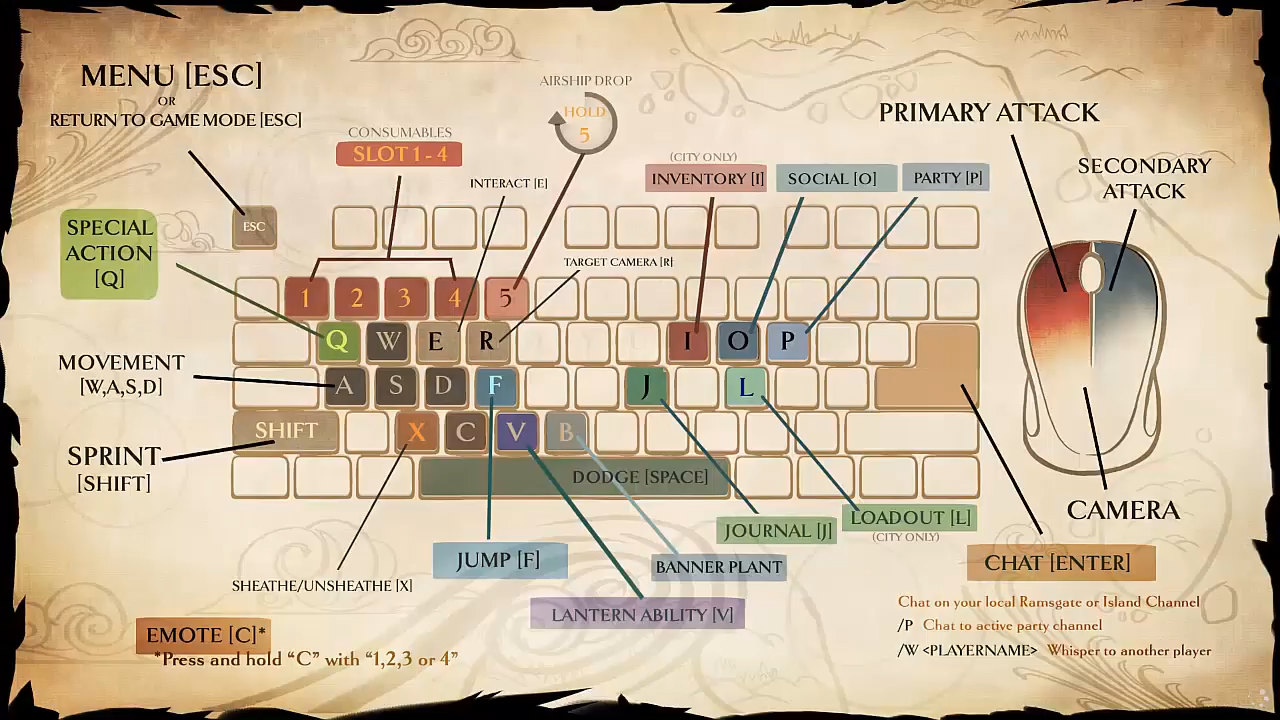 MENU [ESC]
OR
RETURN TO GAME MODE [ESC]
AIRSHIP DROP
HOLD
5
CONSUMABLES
SLOT 1 - 4
INTERACT [E]
(CITY ONLY)
INVENTORY [I]
SOCIAL [O]
PARTY [P]
PRIMARY ATTACK
SECONDARY
ATTACK
SPECIAL
ACTION
[Q]
ESC
TARGET CAMERA [R]
1 2 3 4 5
Q W E R I O P
MOVEMENT
[W,A,S,D]
A S D F J L
SPRINT
[SHIFT]
SHIFT X C V B
DODGE [SPACE]
CAMERA
JOURNAL [J]
LOADOUT [L]
(CITY ONLY)
SHEATHE/UNSHEATHE [X]
JUMP [F]
BANNER PLANT
CHAT [ENTER]
LANTERN ABILITY [V]
Chat on your local Ramsgate or Island Channel
/P Chat to active party channel
/W <PLAYERNAME> Whisper to another player
EMOTE [C]*
*Press and hold “C” with “1,2,3 or 4”